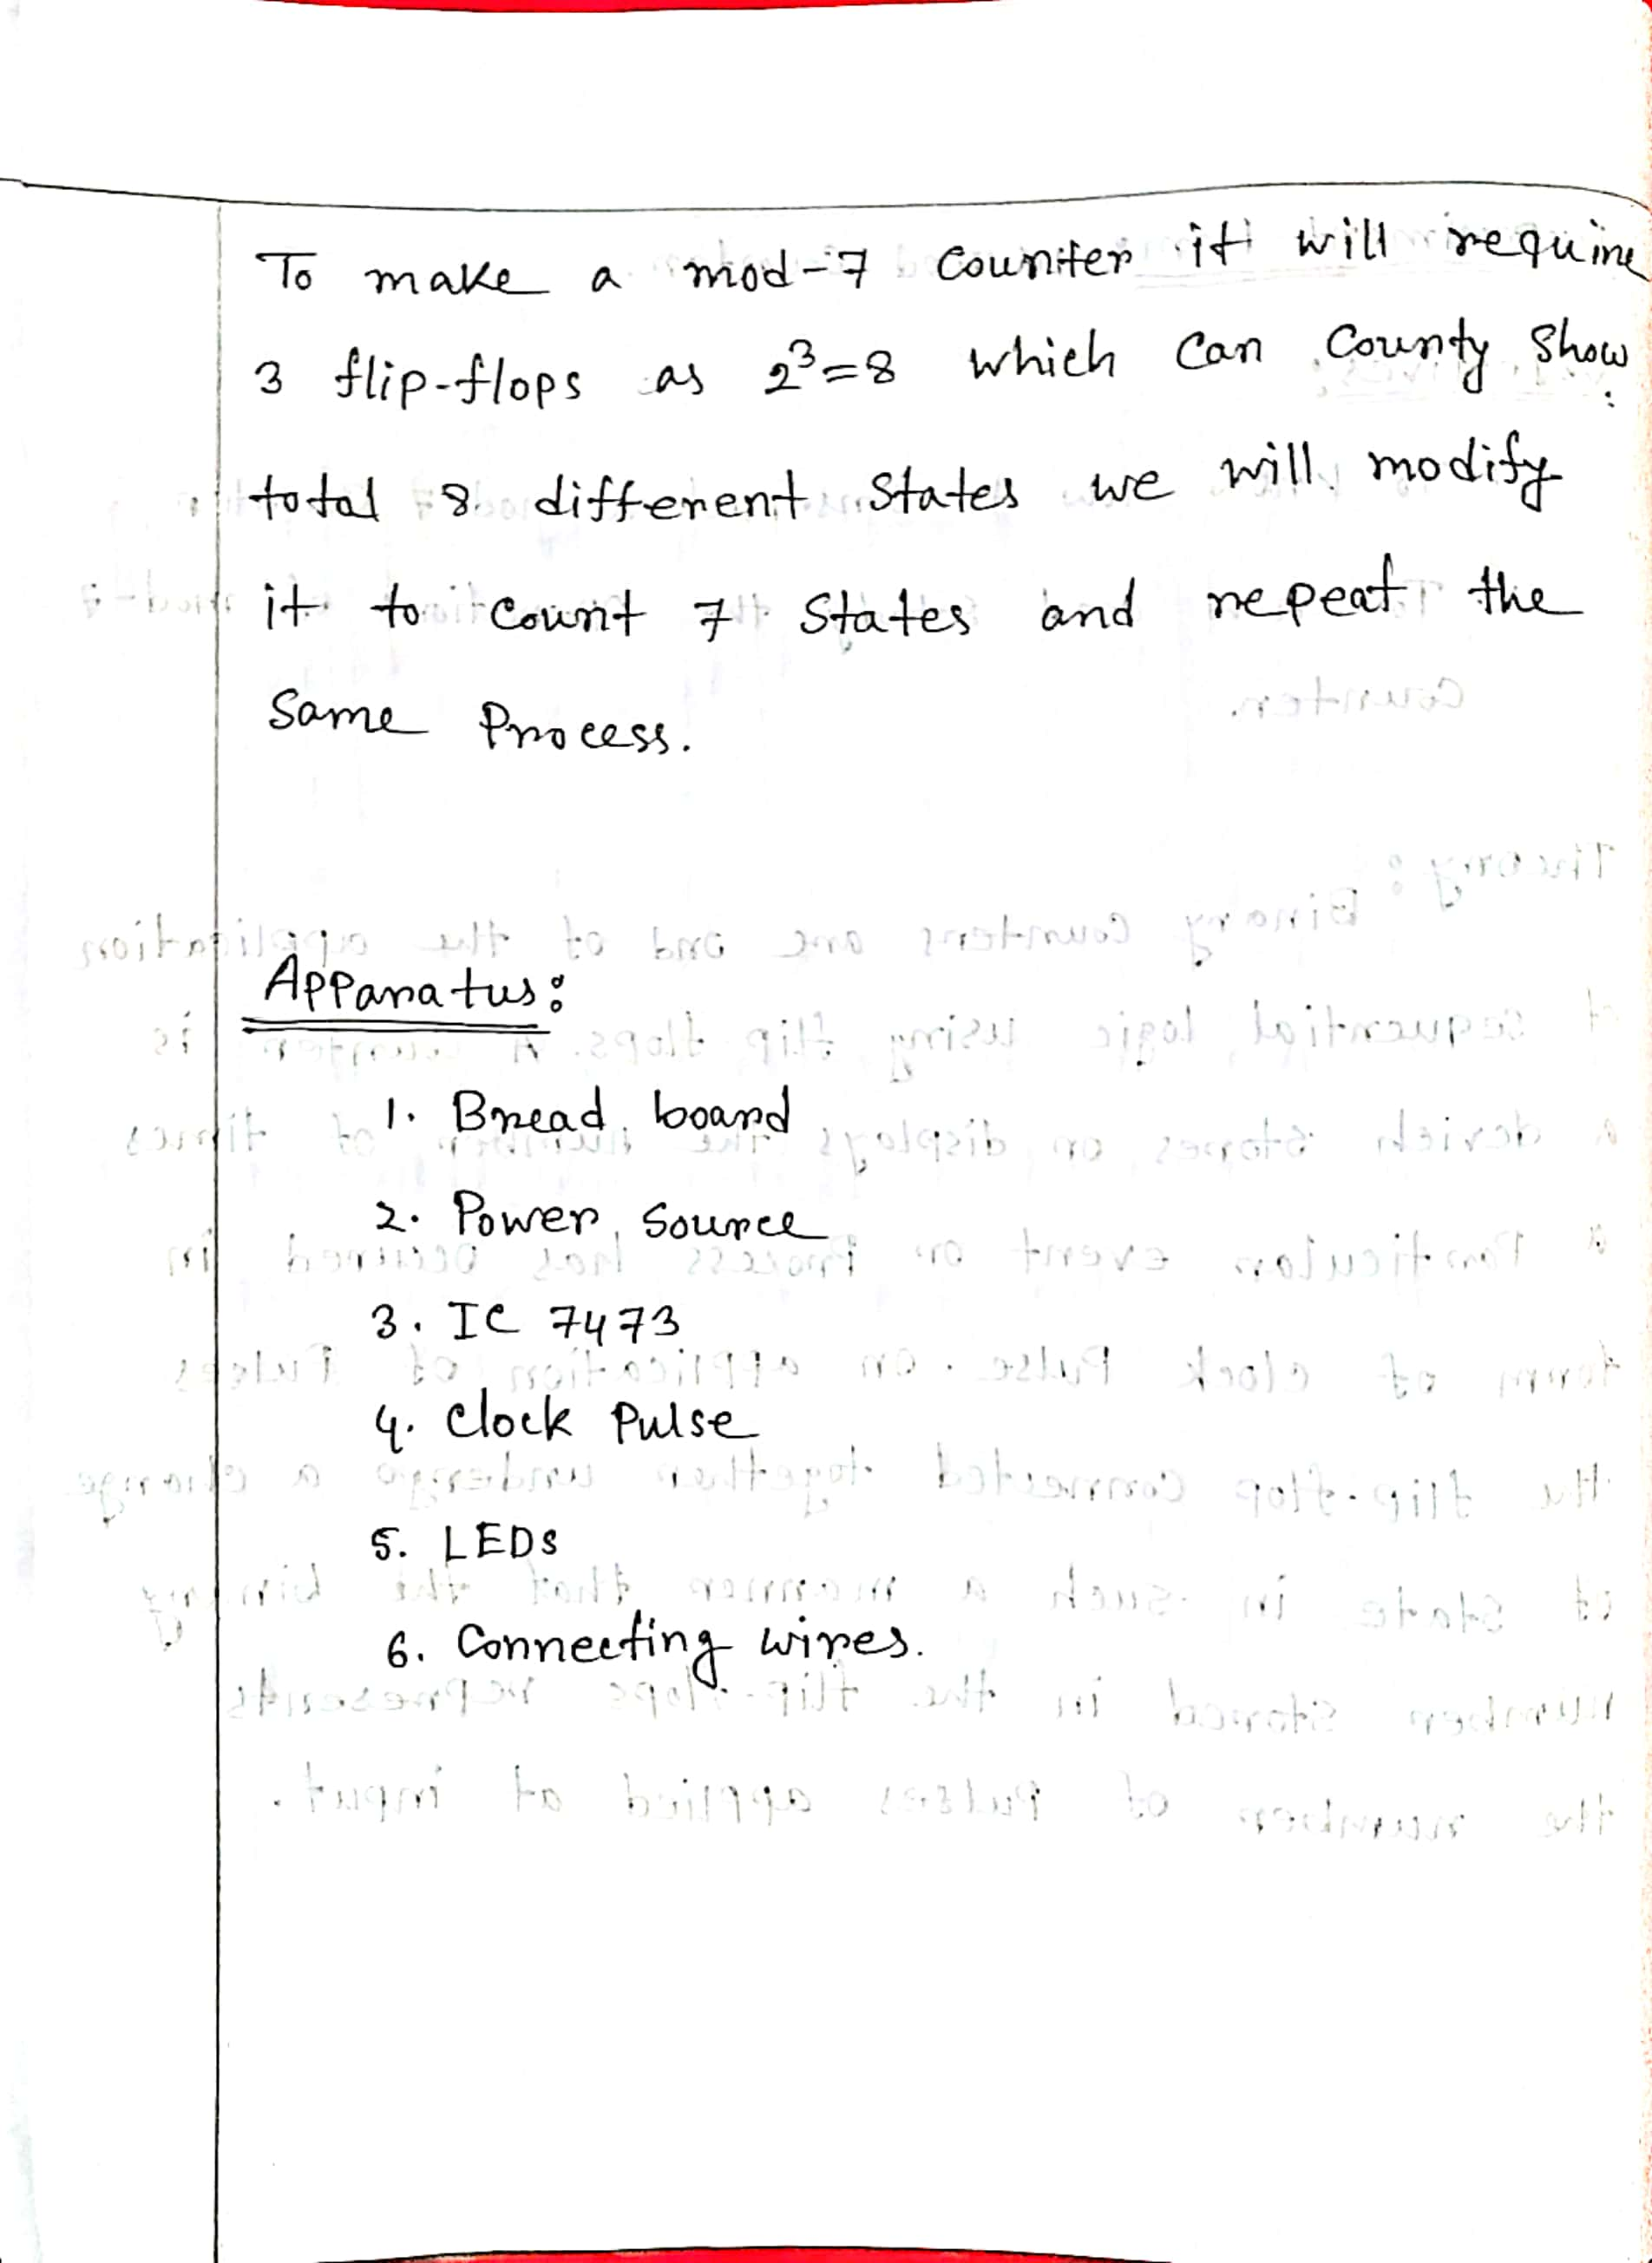 To make a mod-7 counter it will require
3 flip-flops as 2³=8 which can county show
total 8 different states we will modify
it to count 7 states and repeat the
same process.
Apparatus:
1. Bread board
2. Power source
3. IC 7473
4. Clock Pulse
5. LEDs
6. Connecting wires.